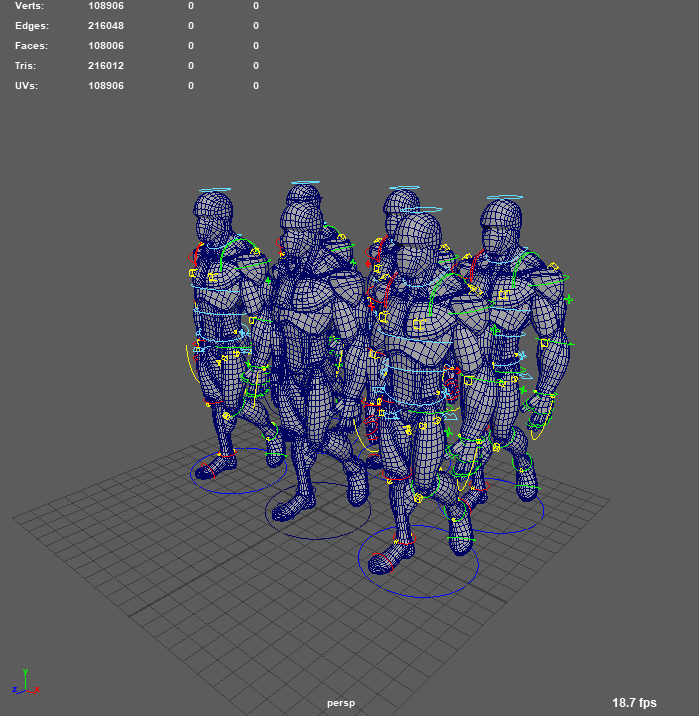 Verts: 108906 0 0
Edges: 216048 0 0
Faces: 108006 0 0
Tris: 216012 0 0
UVs: 108906 0 0
y
z x
persp
18.7 fps